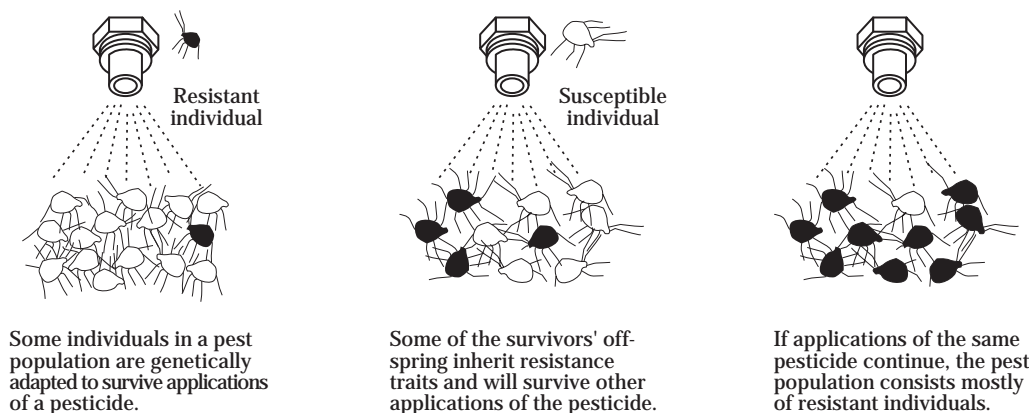 Resistant
individual
Susceptible
individual
Some individuals in a pest
population are genetically
adapted to survive applications
of a pesticide.
Some of the survivors' off-
spring inherit resistance
traits and will survive other
applications of the pesticide.
If applications of the same
pesticide continue, the pest
population consists mostly
of resistant individuals.